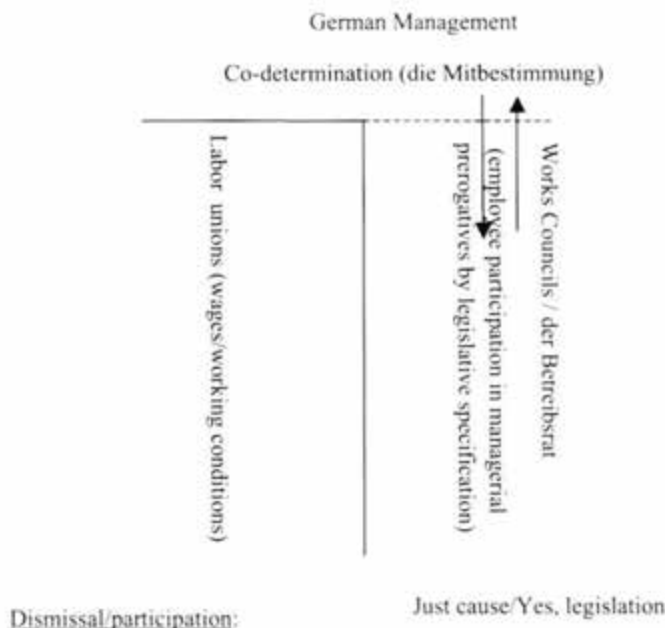 German Management
Co-determination (die Mitbestimmung)
Labor unions (wages/working conditions)
(employee participation in managerial
prerogatives by legislative specification)
Works Councils / der Betreibsrat
Dismissal/participation:
Just cause/Yes, legislation